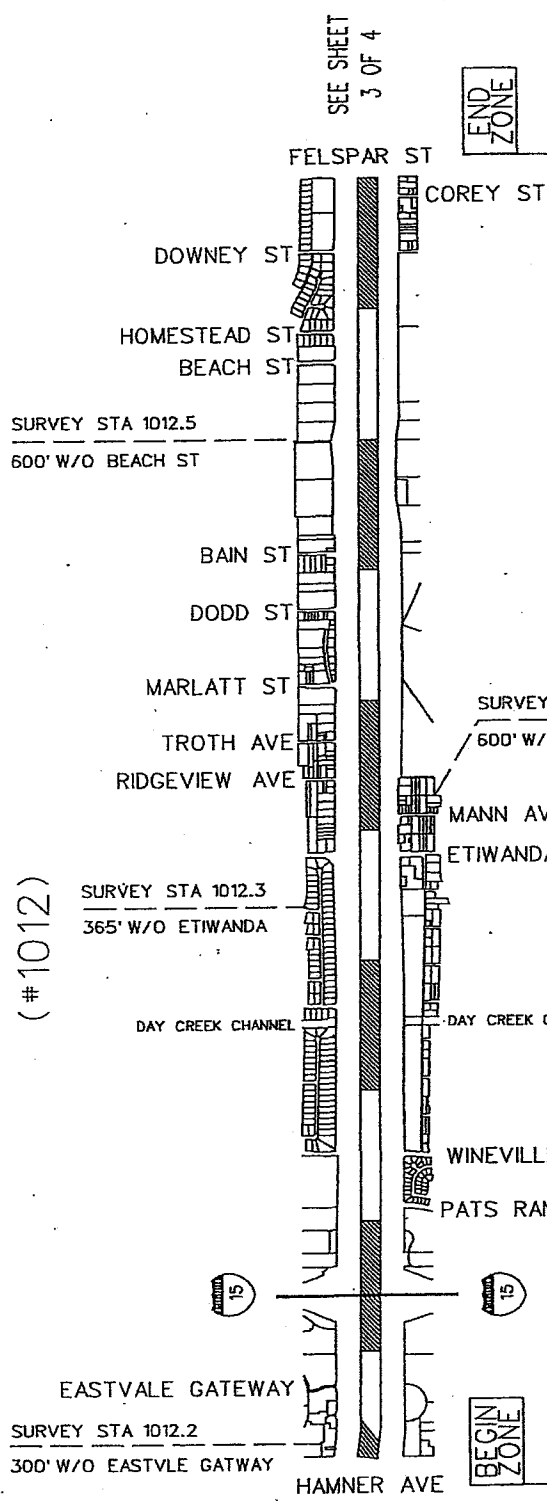 SEE SHEET
3 OF 4
END
ZONE
FELSPAR ST
COREY ST
DOWNEY ST
HOMESTEAD ST
BEACH ST
SURVEY STA 1012.5
600' W/O BEACH ST
BAIN ST
DODD ST
MARLATT ST
SURVEY
600' W/
TROTH AVE
RIDGEVIEW AVE
MANN AV
ETIWANDA
(#1012)
SURVEY STA 1012.3
365' W/O ETIWANDA
DAY CREEK CHANNEL
DAY CREEK C
WINEVILLE
PATS RAN
15
15
EASTVALE GATEWAY
SURVEY STA 1012.2
300' W/O EASTVLE GATWAY
BEGIN
ZONE
HAMNER AVE